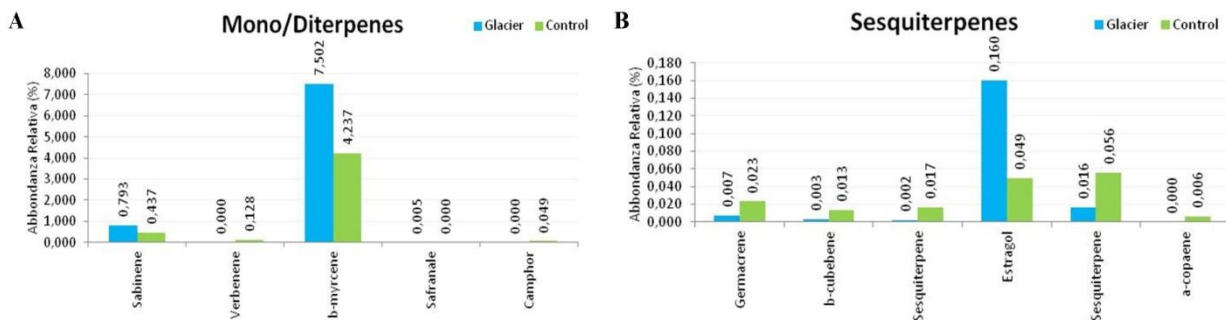 A
Mono/Diterpenes
Glacier Control
Abbondanza Relativa (%)
8,000
7,000
6,000
5,000
4,000
3,000
2,000
1,000
0,000
0,793
0,437
0,000
0,128
7,502
4,237
0,005
0,000
0,000
0,049
Sabinene
Verbenene
b-myrcene
Safranale
Camphor
B
Sesquiterpenes
Glacier Control
Abbondanza Relativa (%)
0,180
0,160
0,140
0,120
0,100
0,080
0,060
0,040
0,020
0,000
0,007
0,023
0,003
0,013
0,002
0,017
0,160
0,049
0,016
0,056
0,000
0,006
Germacrene
b-cubebene
Sesquiterpene
Estragol
Sesquiterpene
a-copaene